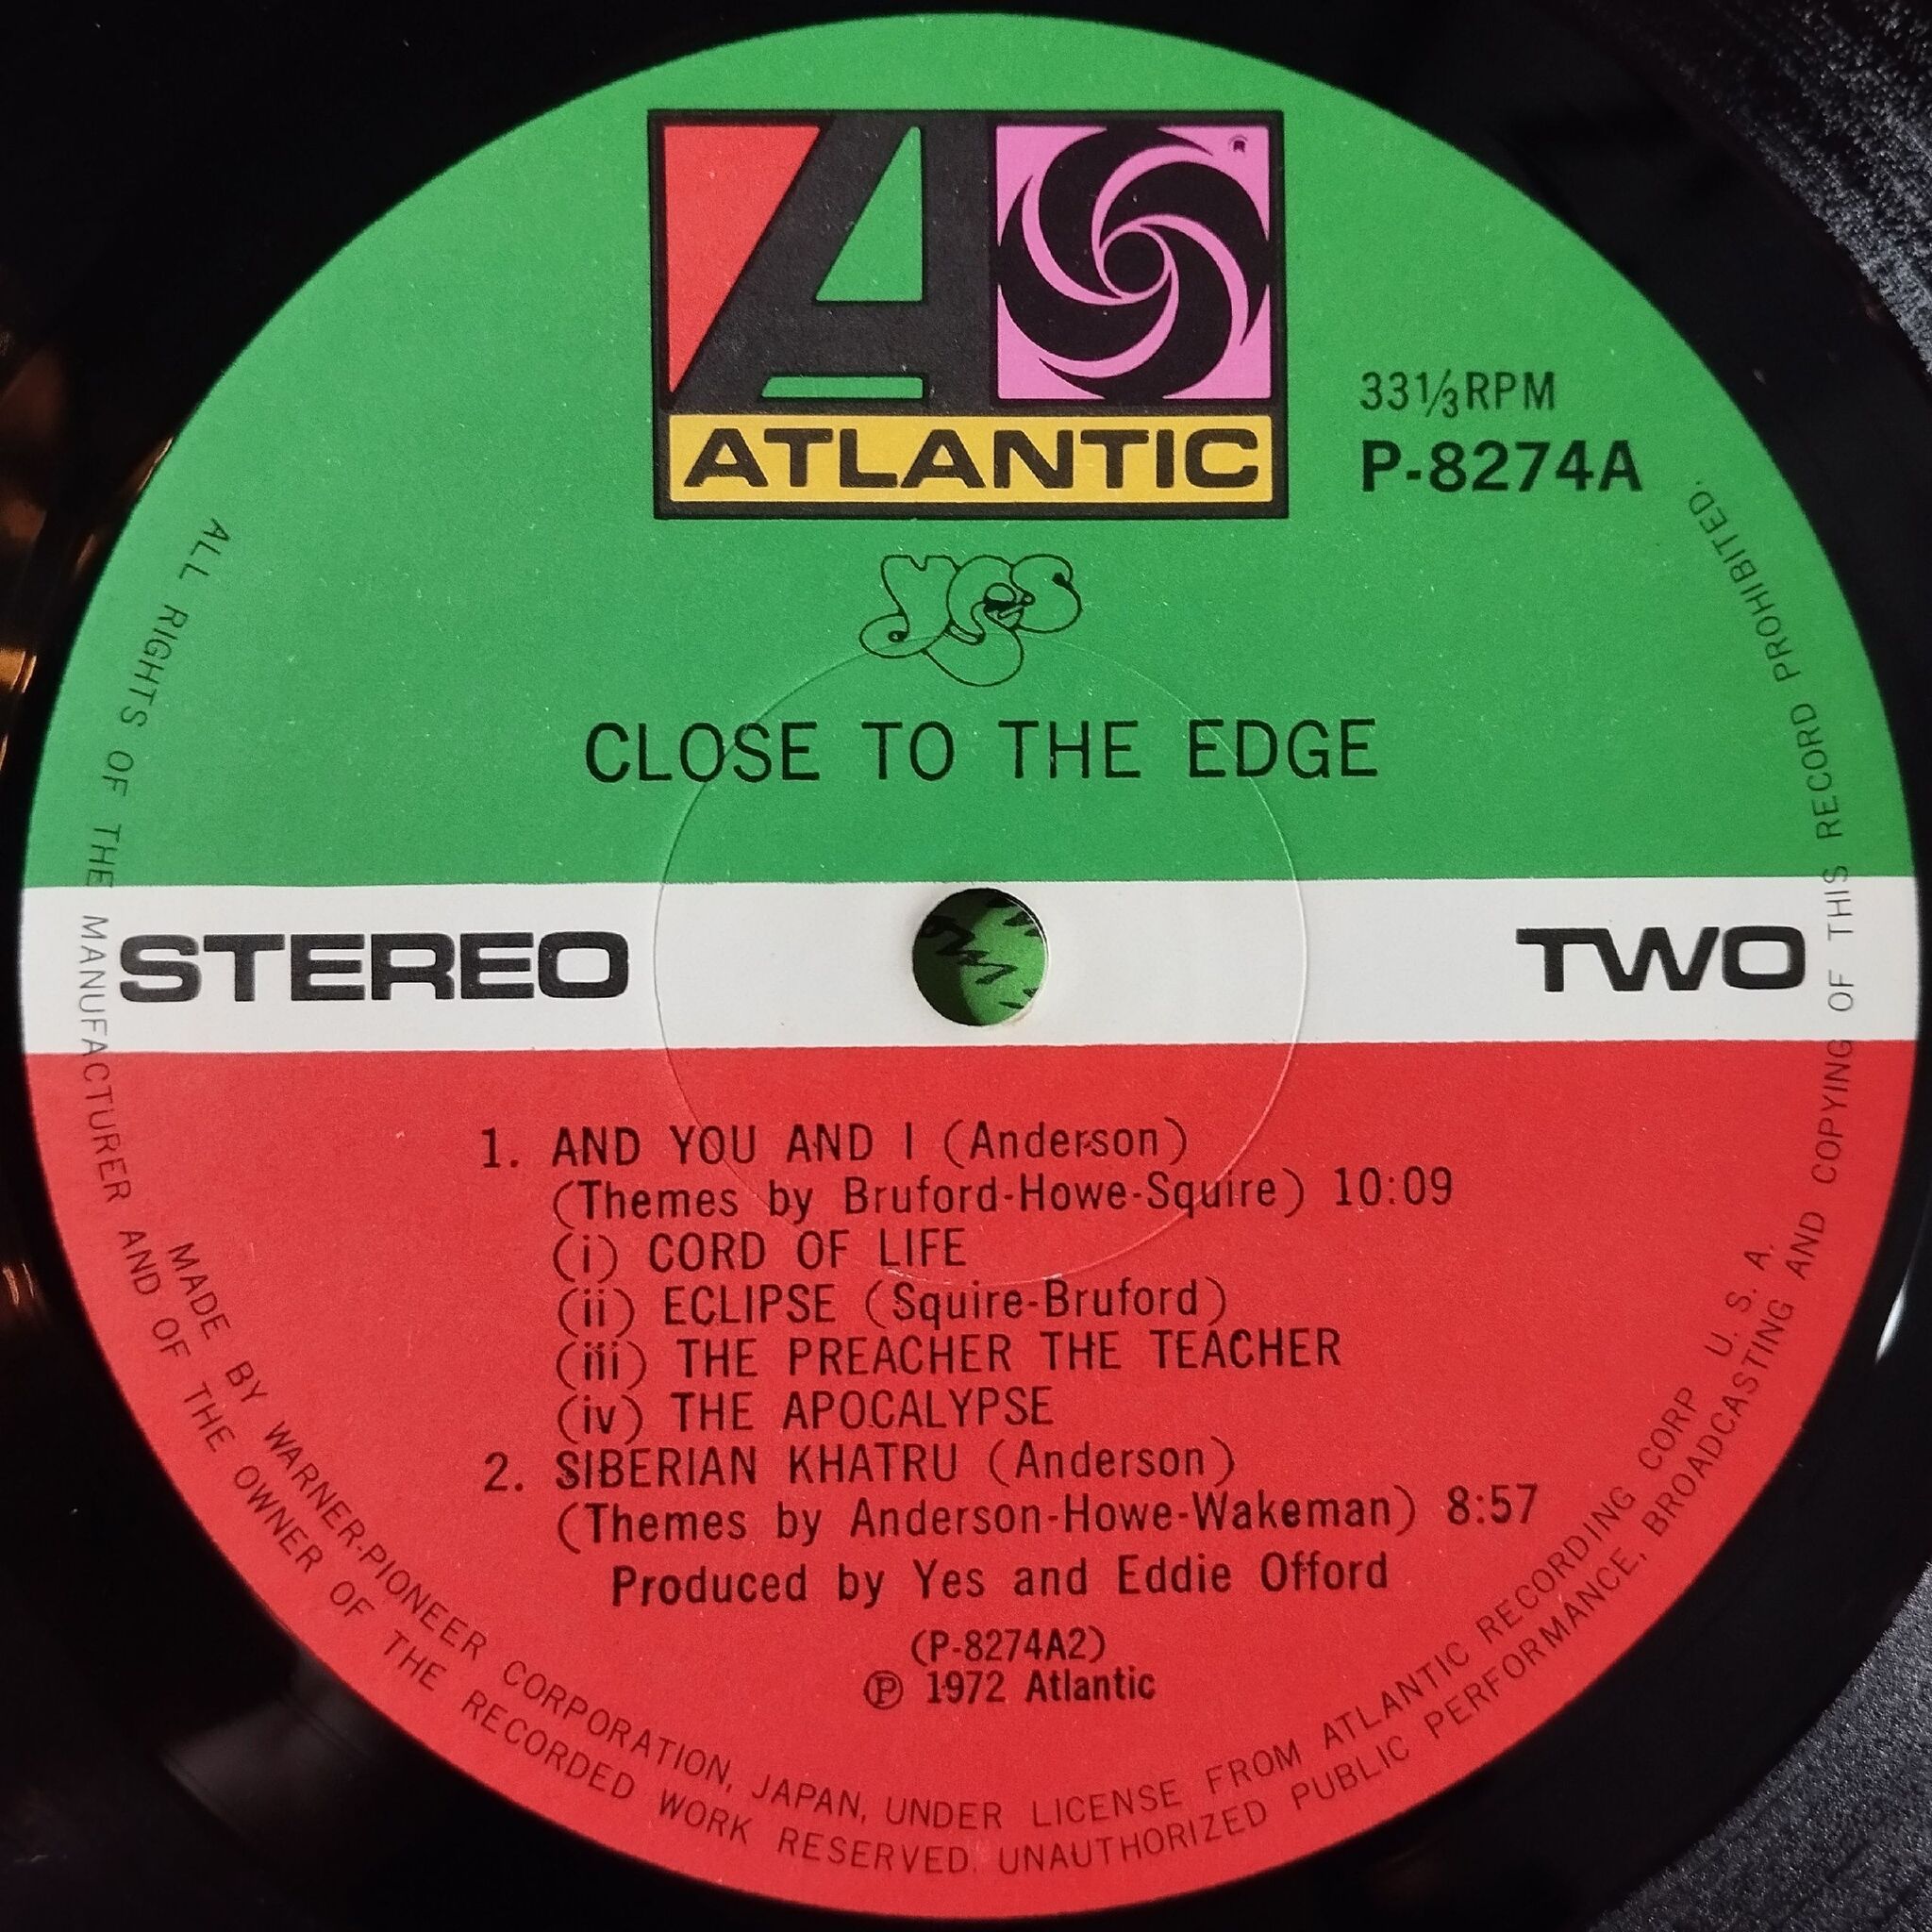 ®
ATLANTIC
33⅓RPM
P-8274A
yes
CLOSE TO THE EDGE
STEREO
TWO
1. AND YOU AND I (Anderson)
(Themes by Bruford-Howe-Squire) 10:09
(i) CORD OF LIFE
(ii) ECLIPSE (Squire-Bruford)
(iii) THE PREACHER THE TEACHER
(iv) THE APOCALYPSE
2. SIBERIAN KHATRU (Anderson)
(Themes by Anderson-Howe-Wakeman) 8:57
Produced by Yes and Eddie Offord
(P-8274A2)
℗ 1972 Atlantic
MADE BY WARNER-PIONEER CORPORATION, JAPAN, UNDER LICENSE FROM ATLANTIC RECORDING CORP U. S. A.
ALL RIGHTS OF THE MANUFACTURER AND OF THE OWNER OF THE RECORDED WORK RESERVED. UNAUTHORIZED PUBLIC PERFORMANCE, BROADCASTING AND COPYING OF THIS RECORD PROHIBITED.